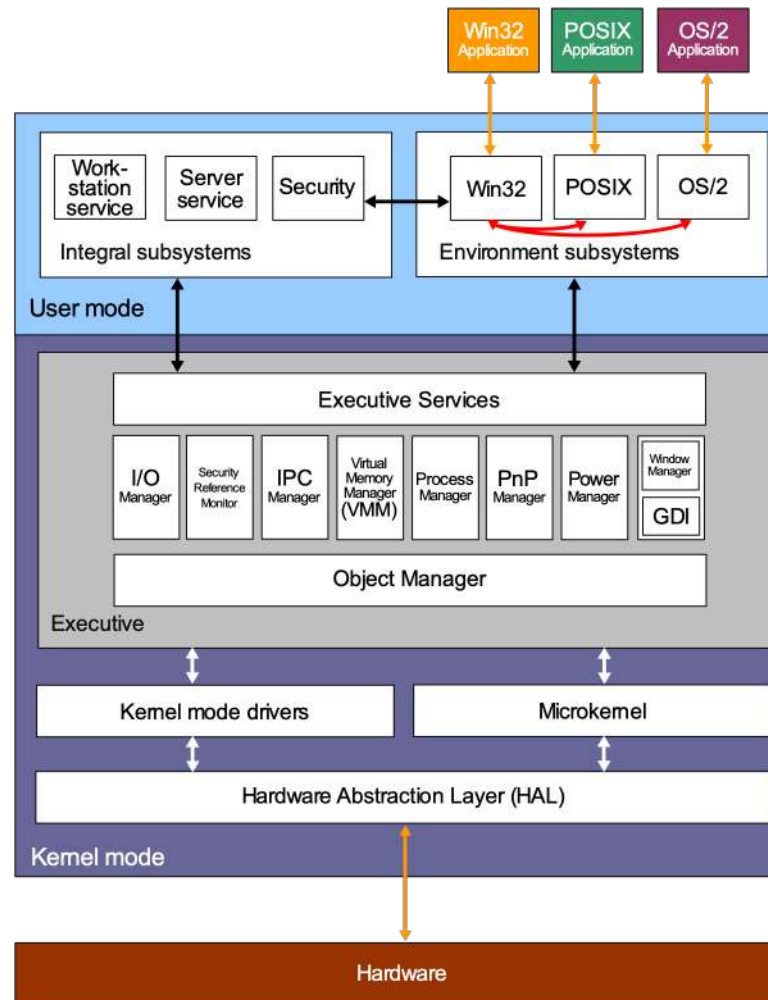 Win32
Application
POSIX
Application
OS/2
Application
Work-
station
service
Server
service
Security
Integral subsystems
Win32
POSIX
OS/2
Environment subsystems
User mode
Executive Services
I/O
Manager
Security
Reference
Monitor
IPC
Manager
Virtual
Memory
Manager
(VMM)
Process
Manager
PnP
Manager
Power
Manager
Window
Manager
GDI
Object Manager
Executive
Kernel mode drivers
Microkernel
Hardware Abstraction Layer (HAL)
Kernel mode
Hardware